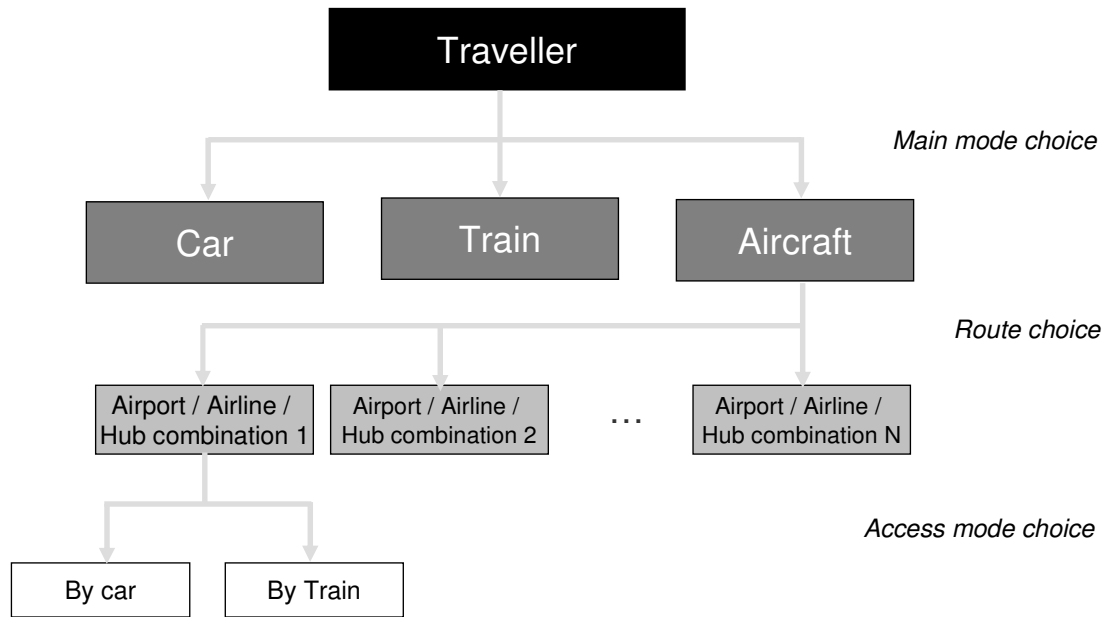 Traveller
Main mode choice
Car
Train
Aircraft
Route choice
Airport / Airline /
Hub combination 1
Airport / Airline /
Hub combination 2
...
Airport / Airline /
Hub combination N
Access mode choice
By car
By Train